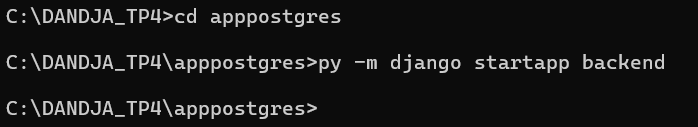 C:\DANDJA_TP4>cd apppostgres
C:\DANDJA_TP4\apppostgres>py -m django startapp backend
C:\DANDJA_TP4\apppostgres>